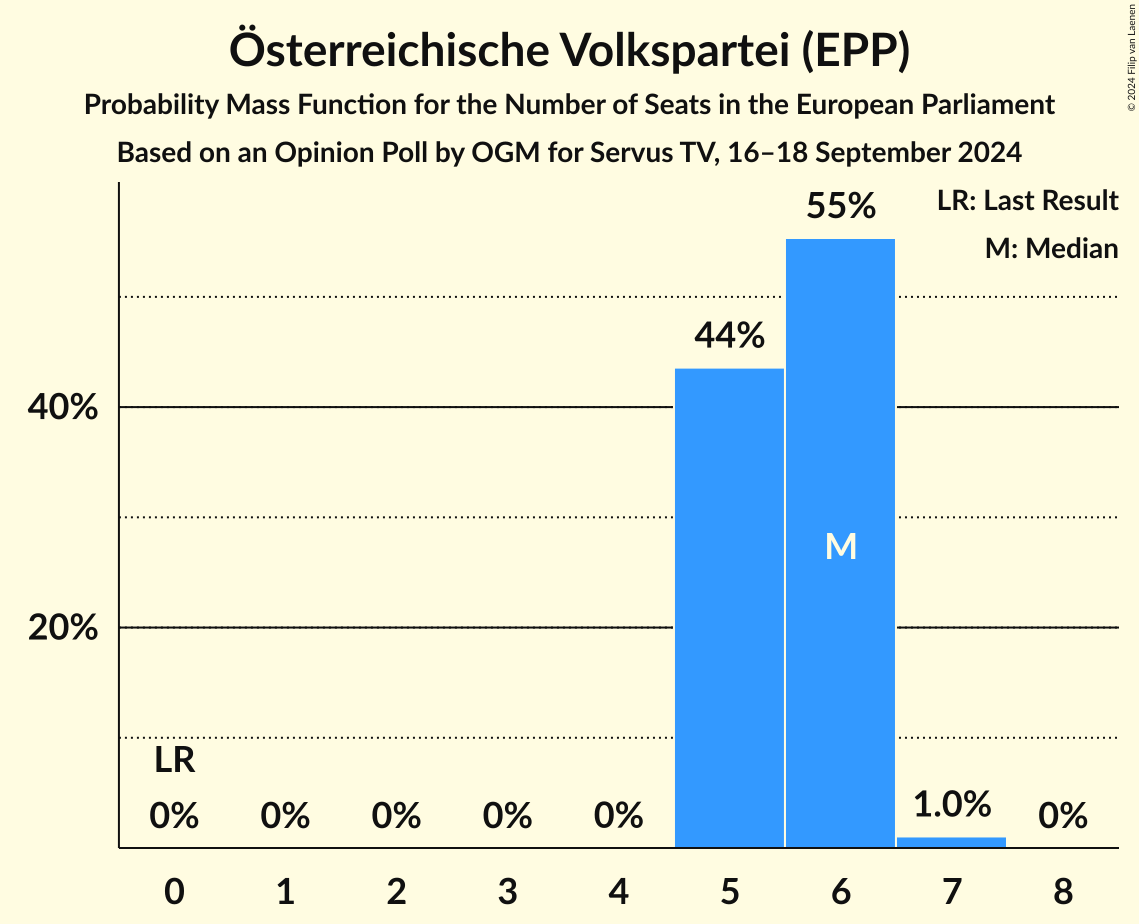 Österreichische Volkspartei (EPP)
Probability Mass Function for the Number of Seats in the European Parliament
Based on an Opinion Poll by OGM for Servus TV, 16–18 September 2024
© 2024 Filip van Laenen
LR: Last Result
M: Median
55%
44%
40%
M
20%
LR
0% 0% 0% 0% 0% 1.0% 0%
0 1 2 3 4 5 6 7 8